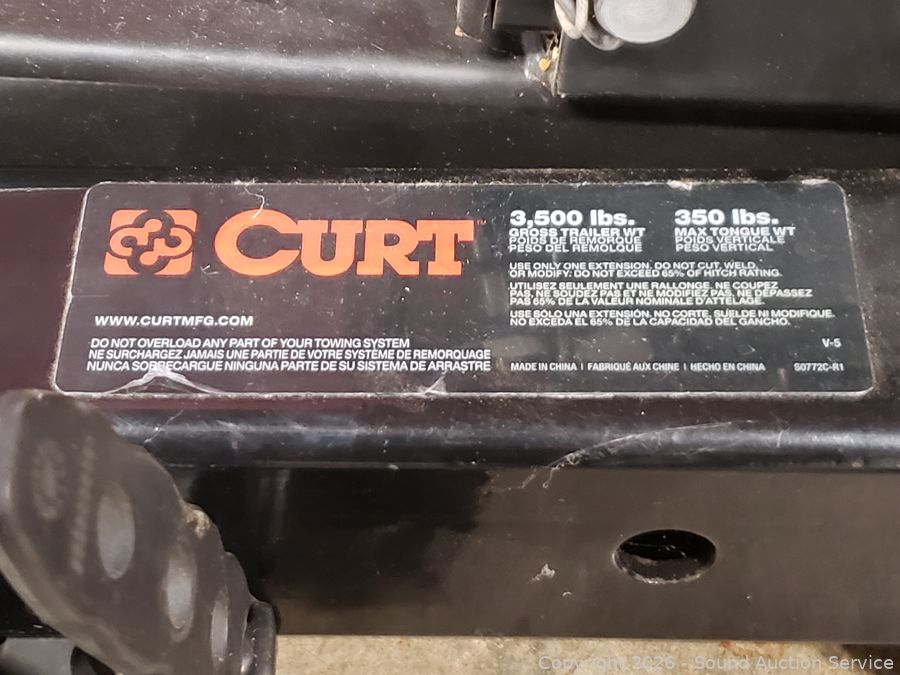 CURT™
WWW.CURTMFG.COM
DO NOT OVERLOAD ANY PART OF YOUR TOWING SYSTEM
NE SURCHARGEZ JAMAIS UNE PARTIE DE VOTRE SYSTÈME DE REMORQUAGE
NUNCA SOBRECARGUE NINGUNA PARTE DE SU SISTEMA DE ARRASTRE
3,500 lbs.
GROSS TRAILER WT
POIDS DE REMORQUE
PESO DEL REMOLQUE
350 lbs.
MAX TONGUE WT
POIDS VERTICALE
PESO VERTICAL
USE ONLY ONE EXTENSION. DO NOT CUT, WELD,
OR MODIFY: DO NOT EXCEED 65% OF HITCH RATING.
UTILISEZ SEULEMENT UNE RALLONGE. NE COUPEZ
PAS, NE SOUDEZ PAS ET NE MODIFIEZ PAS. NE DÉPASSEZ
PAS 65% DE LA VALEUR NOMINALE D'ATTELAGE.
USE SÓLO UNA EXTENSIÓN. NO CORTE, SUELDE NI MODIFIQUE.
NO EXCEDA EL 65% DE LA CAPACIDAD DEL GANCHO.
V-5
MADE IN CHINA | FABRIQUÉ AUX CHINE | HECHO EN CHINA
S0772C-R1
Copyright 2026 - Sound Auction Service